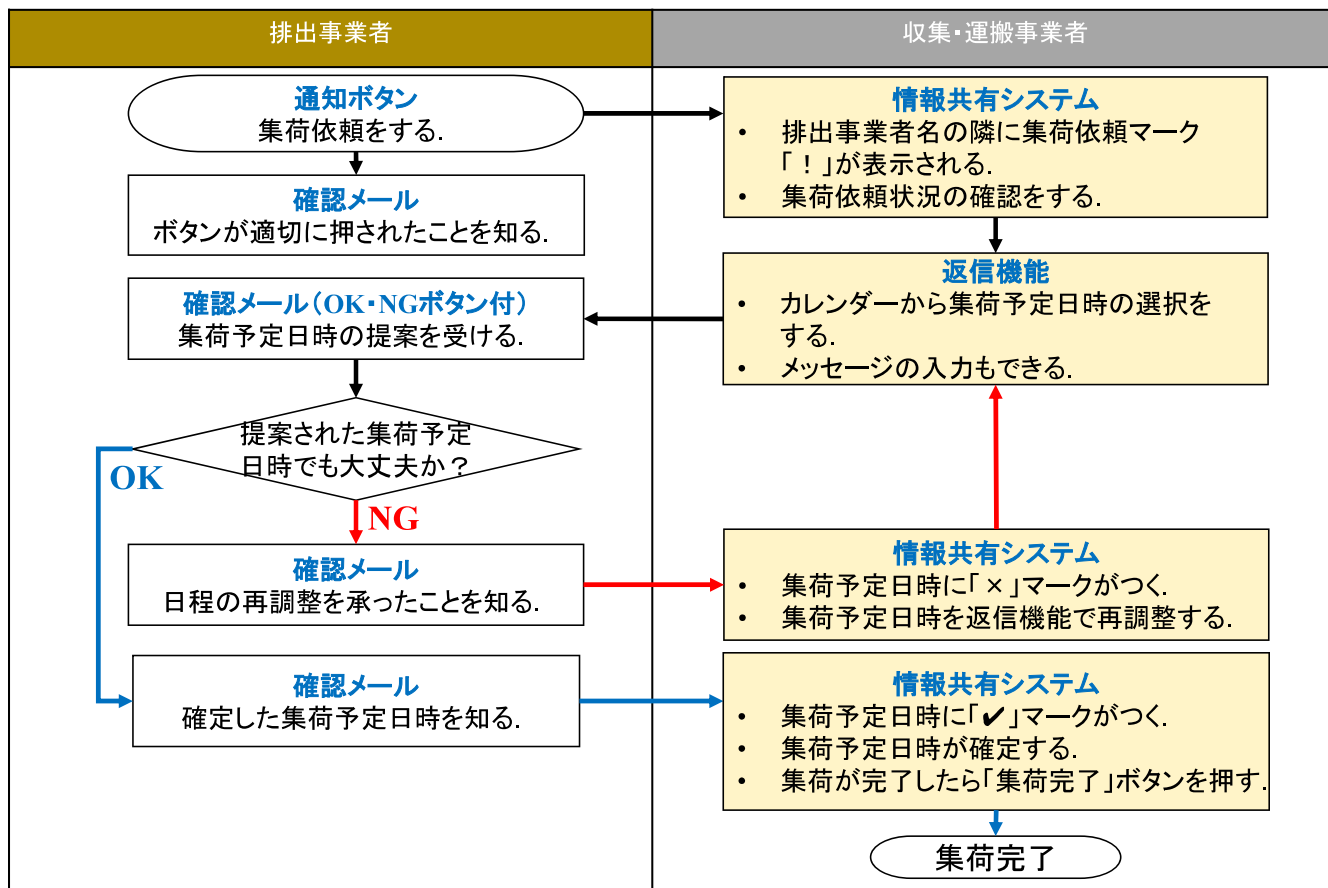 排出事業者
収集・運搬事業者
通知ボタン
集荷依頼をする.
情報共有システム
• 排出事業者名の隣に集荷依頼マーク
「！」が表示される.
• 集荷依頼状況の確認をする.
確認メール
ボタンが適切に押されたことを知る.
返信機能
• カレンダーから集荷予定日時の選択を
する.
• メッセージの入力もできる.
確認メール（OK・NGボタン付）
集荷予定日時の提案を受ける.
提案された集荷予定
日時でも大丈夫か？
OK
NG
確認メール
日程の再調整を承ったことを知る.
情報共有システム
• 集荷予定日時に「×」マークがつく.
• 集荷予定日時を返信機能で再調整する.
確認メール
確定した集荷予定日時を知る.
情報共有システム
• 集荷予定日時に「✔」マークがつく.
• 集荷予定日時が確定する.
• 集荷が完了したら「集荷完了」ボタンを押す.
集荷完了